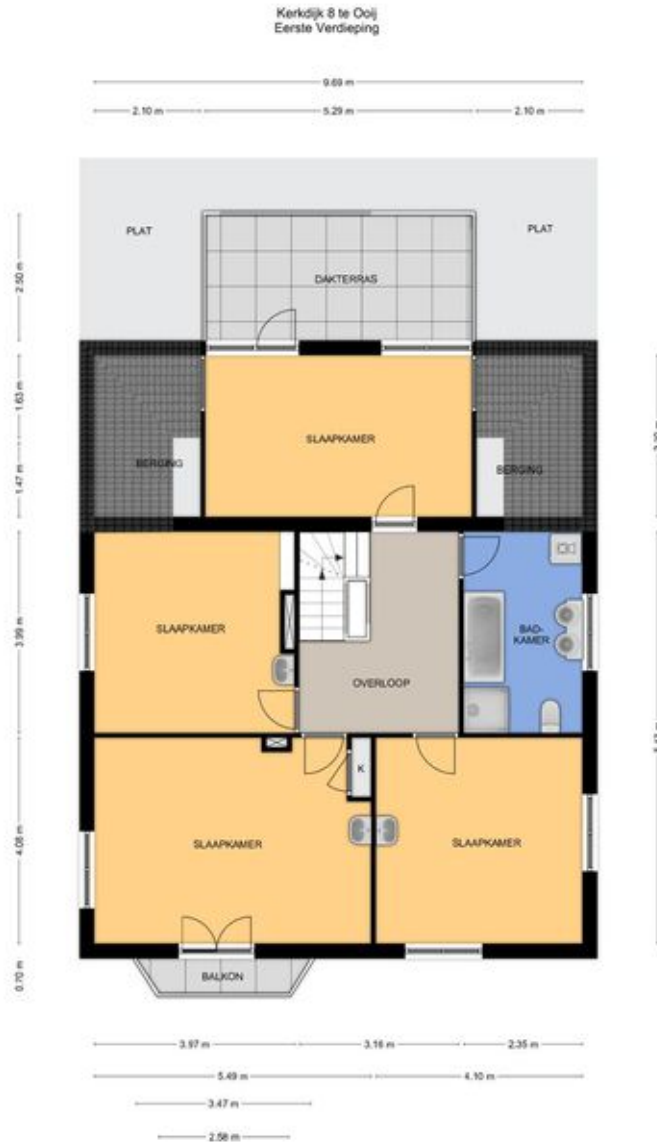 Kerkdijk 8 te Ooij
Eerste Verdieping
9.69 m
2.10 m
5.29 m
2.10 m
PLAT
PLAT
2.50 m
DAKTERRAS
1.63 m
SLAAPKAMER
1.47 m
BERGING
BERGING
3.99 m
SLAAPKAMER
BAD-
KAMER
OVERLOOP
K
4.08 m
SLAAPKAMER
SLAAPKAMER
0.70 m
BALKON
3.97 m
3.16 m
2.35 m
5.49 m
4.10 m
3.47 m
2.58 m